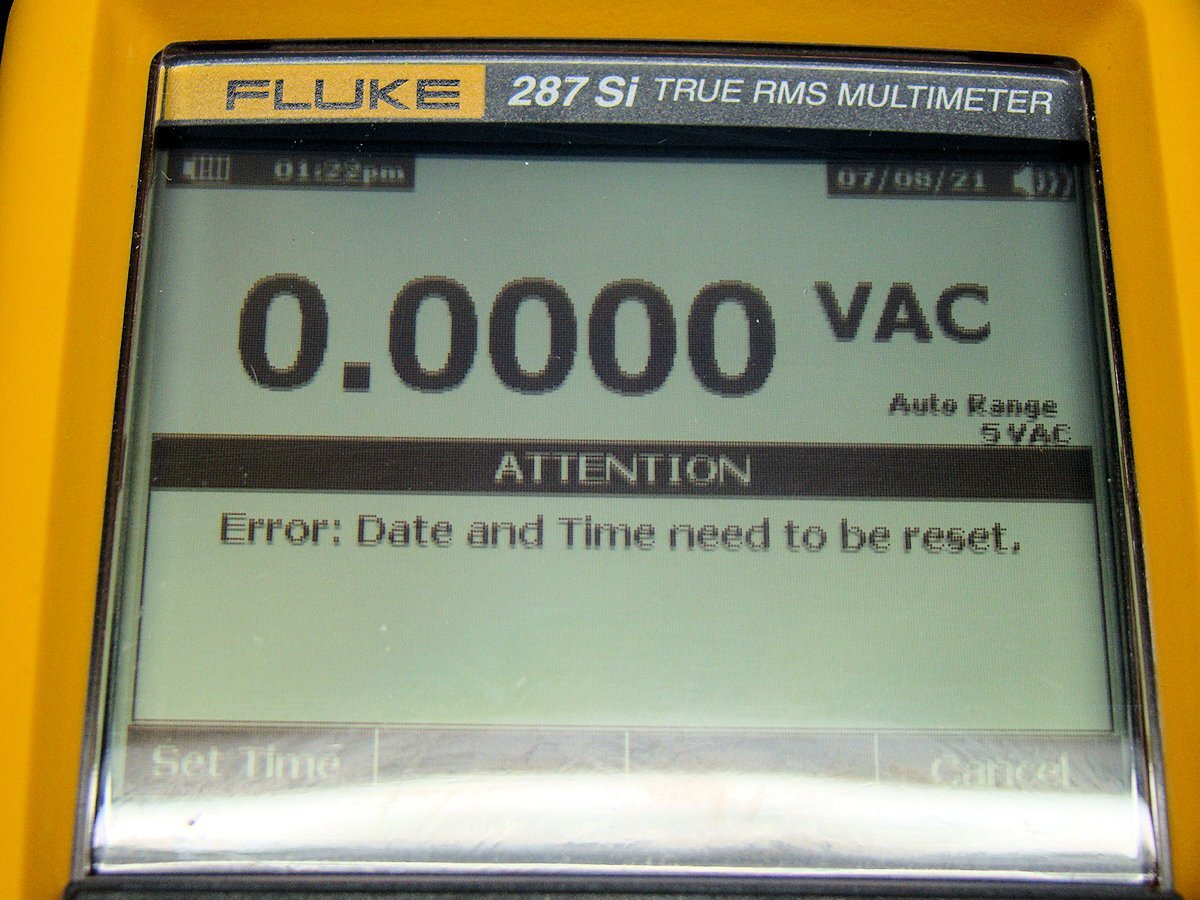 FLUKE 287 Si TRUE RMS MULTIMETER
01:22pm 07/08/21
0.0000 VAC
Auto Range
5 VAC
ATTENTION
Error: Date and Time need to be reset.
Set Time Cancel